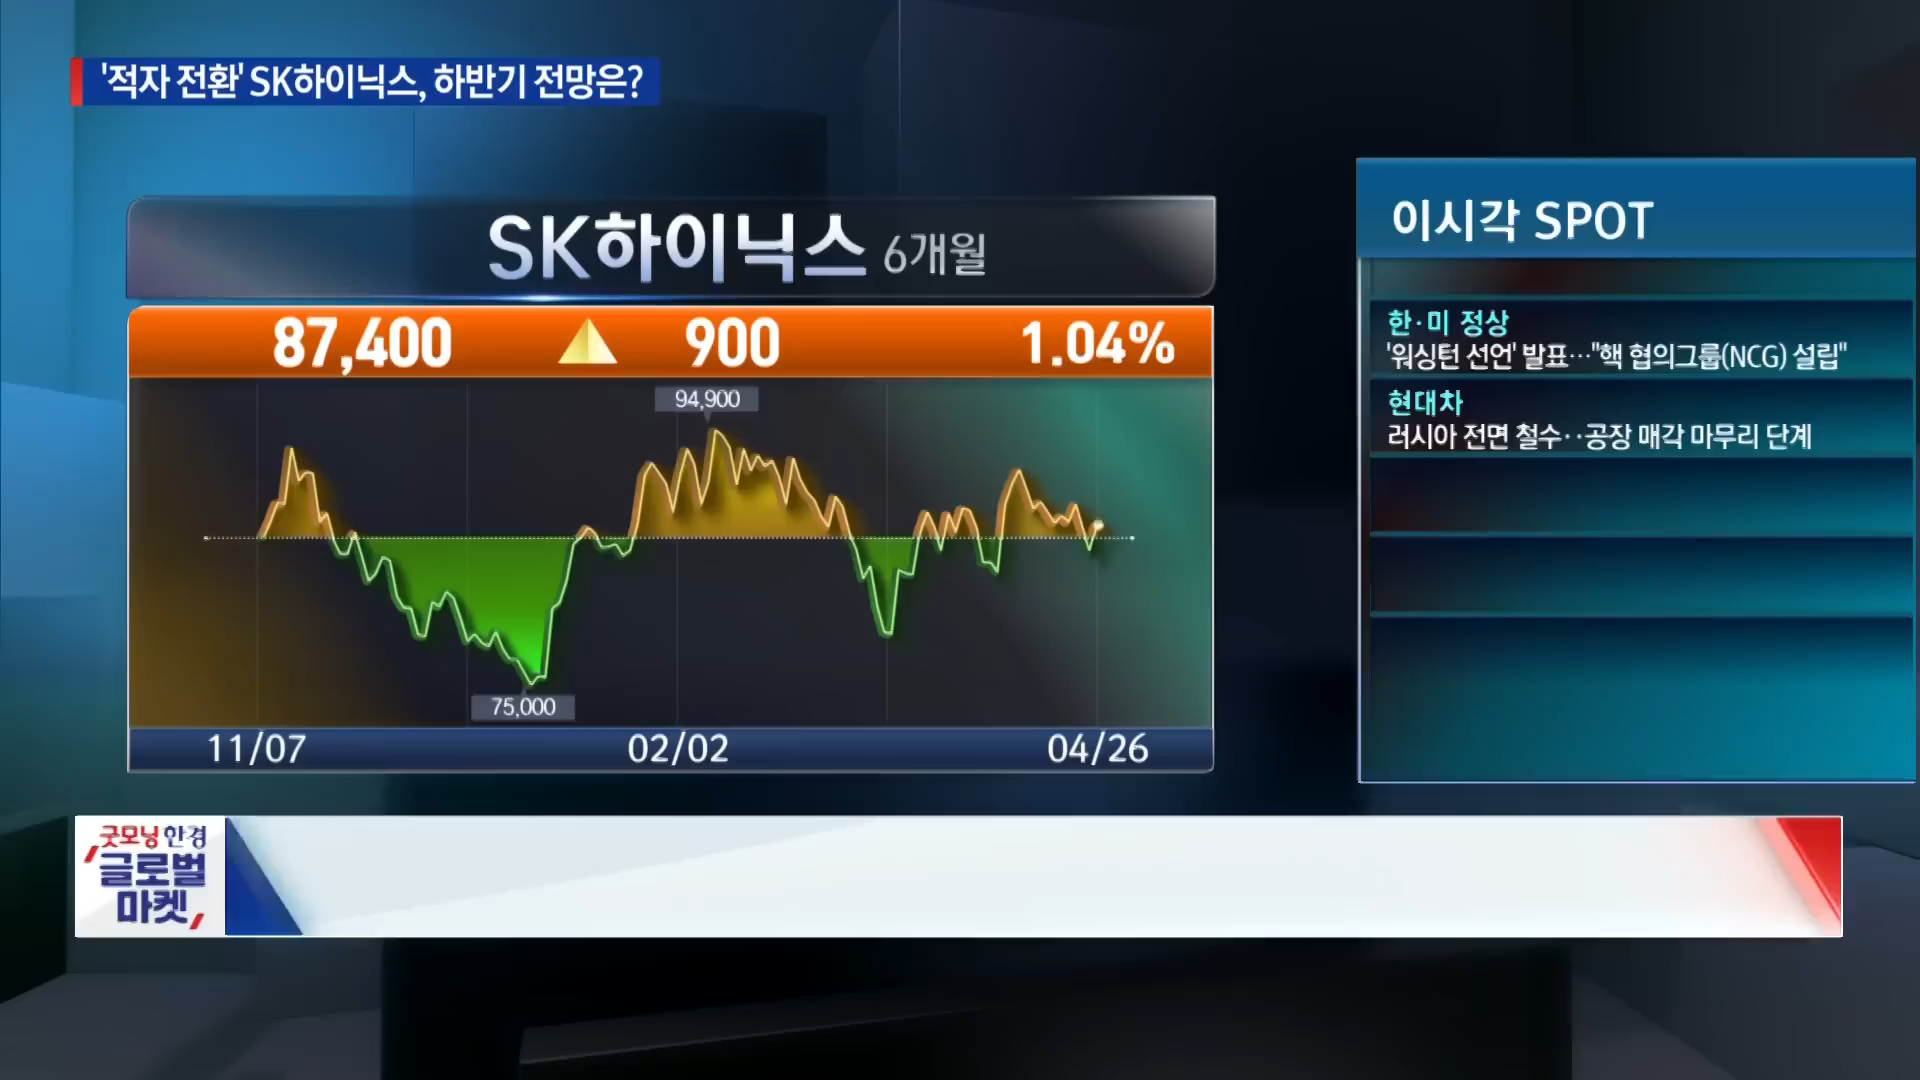 '적자 전환' SK하이닉스, 하반기 전망은?
SK하이닉스 6개월
87,400 ▲ 900 1.04%
94,900
75,000
11/07 02/02 04/26
이시각 SPOT
한·미 정상
'워싱턴 선언' 발표…"핵 협의그룹(NCG) 설립"
현대차
러시아 전면 철수‥공장 매각 마무리 단계
굿모닝 한경
글로벌
마켓